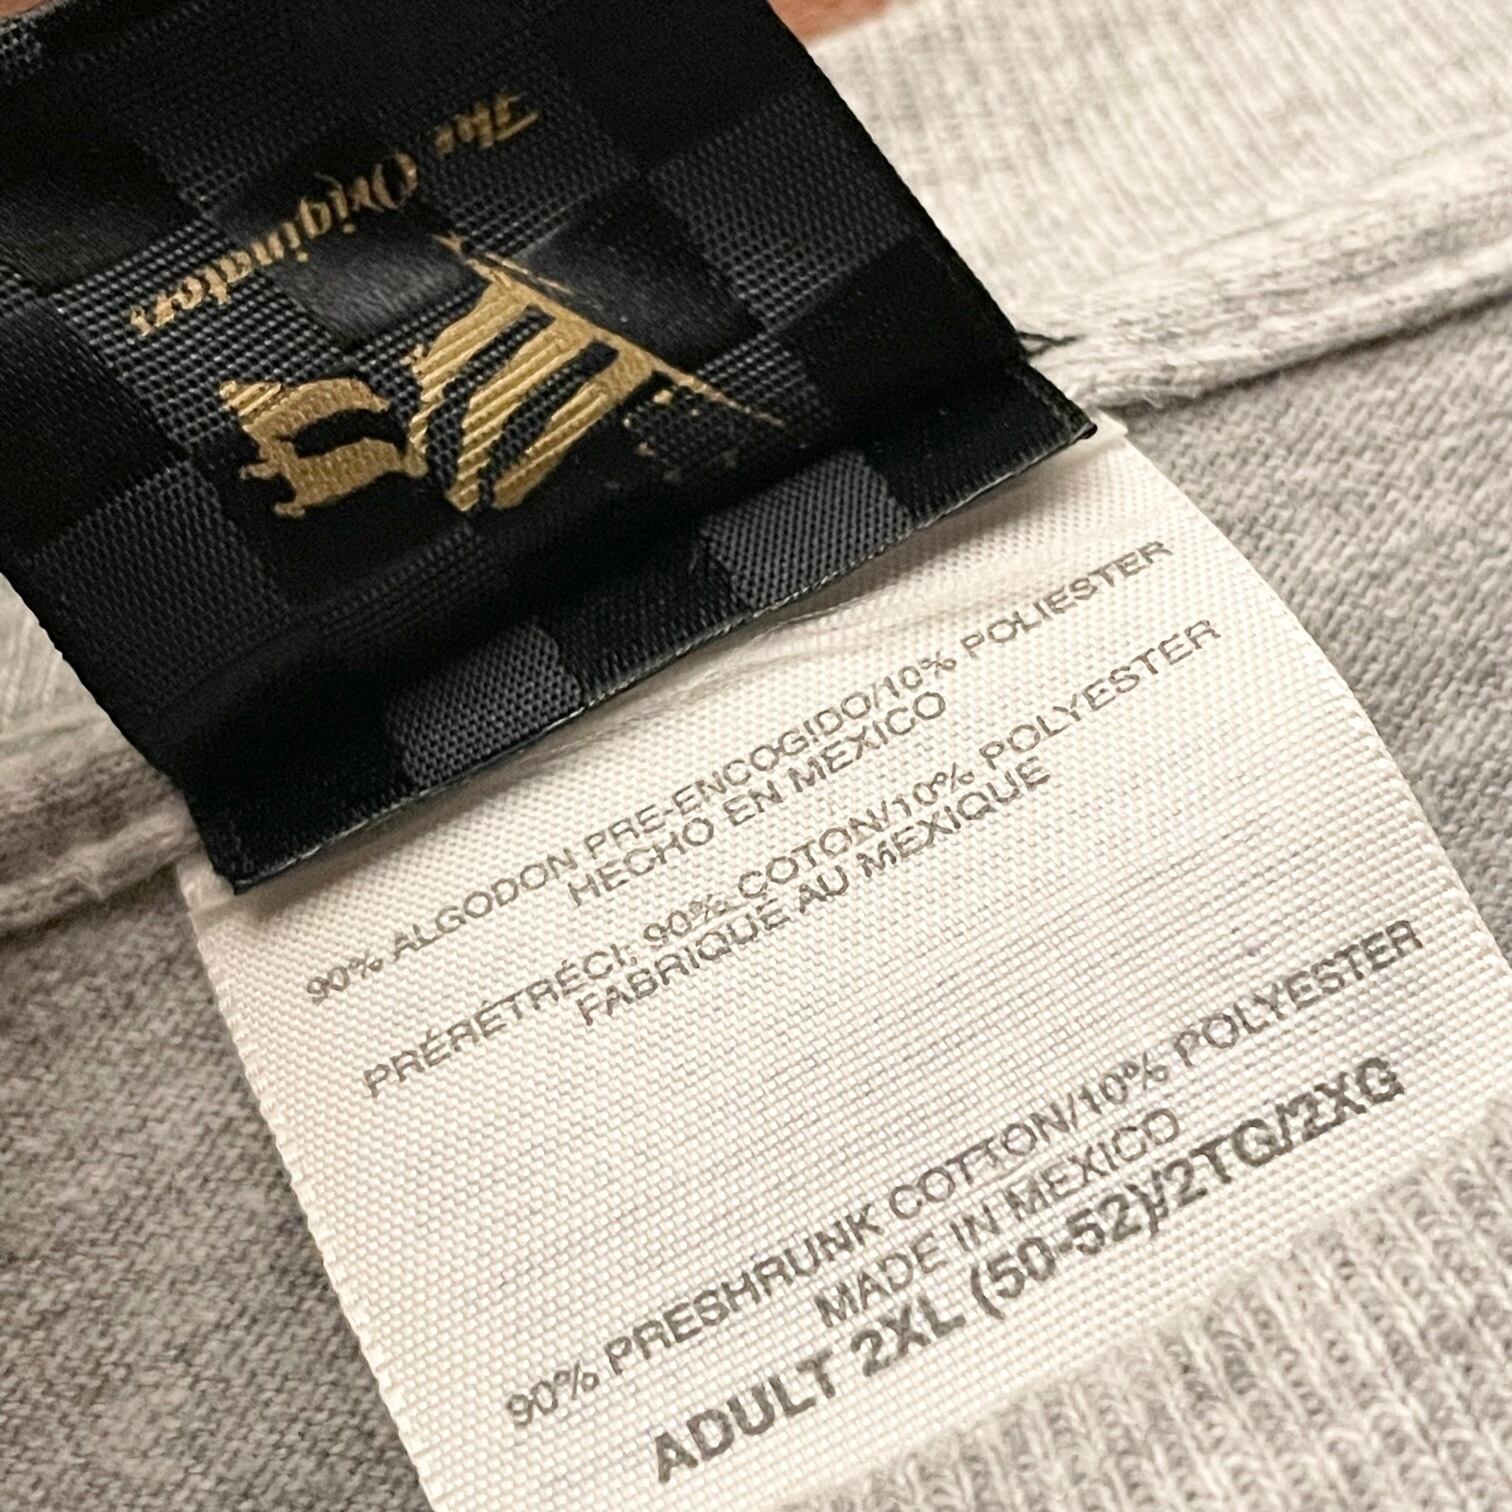 The Originators
90% ALGODON PRE-ENCOGIDO/10% POLIESTER
HECHO EN MEXICO
PRÉRÉTRÉCI; 90% COTON/10% POLYESTER
FABRIQUÉ AU MEXIQUE
90% PRESHRUNK COTTON/10% POLYESTER
MADE IN MEXICO
ADULT 2XL (50-52)/2TG/2XG